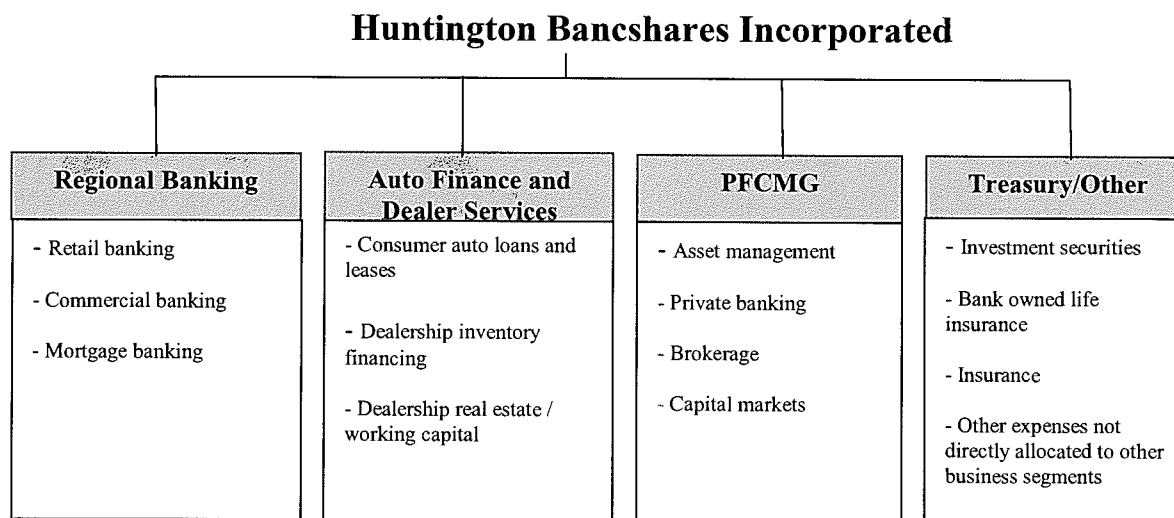 Huntington Bancshares Incorporated
Regional Banking
- Retail banking
- Commercial banking
- Mortgage banking
Auto Finance and
Dealer Services
- Consumer auto loans and
leases
- Dealership inventory
financing
- Dealership real estate /
working capital
PFCMG
- Asset management
- Private banking
- Brokerage
- Capital markets
Treasury/Other
- Investment securities
- Bank owned life
insurance
- Insurance
- Other expenses not
directly allocated to other
business segments